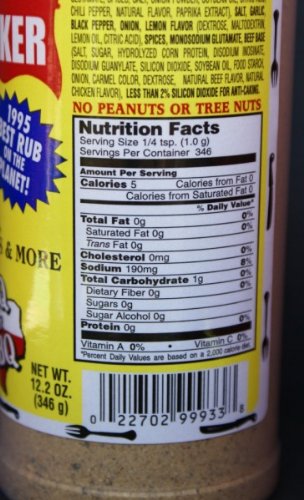 DILI PEPPER, NATURAL FLAVOR, PAPRIKA EXTRACT), SALT, GARLIC,
BLACK PEPPER, ONION, LEMON FLAVOR (DEXTROSE, MALTODEXTRIN
LEMON OIL, CITRIC ACID), SPICES, MONOSODIUM GLUTAMATE, BEEF BASE
(SALT, SUGAR, HYDROLYZED CORN PROTEIN, DISODIUM INOSINATE,
DISODIUM GUANYLATE, SILICON DIOXIDE, SOYBEAN OIL, FOOD STARCH,
ONION, CARMEL COLOR, DEXTROSE, NATURAL BEEF FLAVOR, NATURAL
CHICKEN FLAVOR), LESS THAN 2% SILICON DIOXIDE FOR ANTI-CAKING.
NO PEANUTS OR TREE NUTS
KER
1995
BEST RUB
ON THE
PLANET!
& MORE
Nutrition Facts
Serving Size 1/4 tsp. (1.0 g)
Servings Per Container 346
Amount Per Serving
Calories 5 Calories from Fat 0
Calories from Saturated Fat 0
% Daily Value*
Total Fat 0g 0%
Saturated Fat 0g 0%
Trans Fat 0g
Cholesterol 0mg 0%
Sodium 190mg 8%
Total Carbohydrate 1g 0%
Dietary Fiber 0g 0%
Sugars 0g
Sugar Alcohol 0g
Protein 0g 0%
Vitamin A 0% • Vitamin C 0%
*Percent Daily Values are based on a 2,000 calorie diet.
NET WT.
12.2 OZ.
(346 g)
0 22702 99933 8